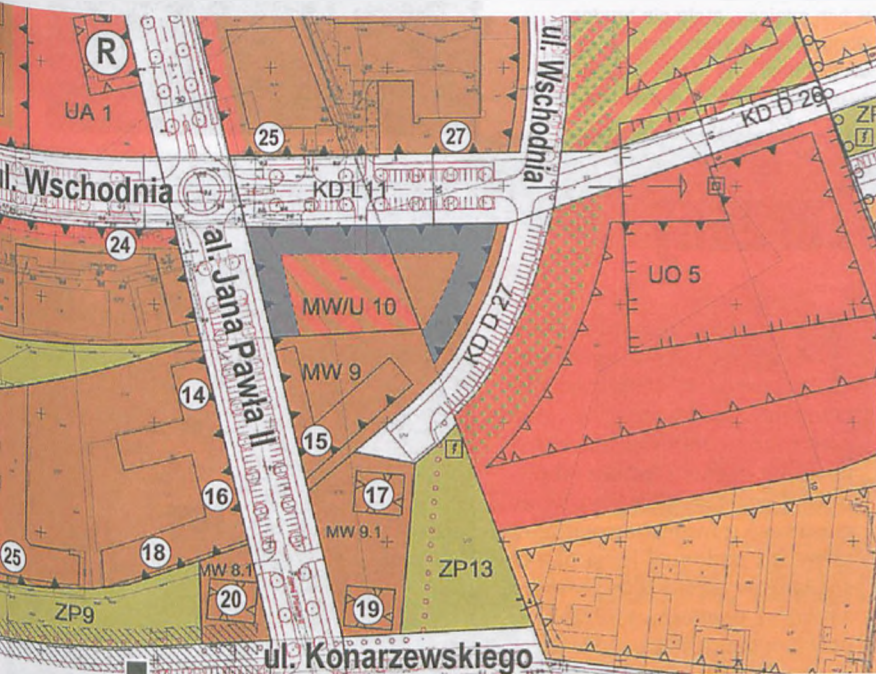 R
UA 1
25
27
ul. Wschodnia
KD D 26
ZP
f
ul. Wschodnia
KD L 11
24
al. Jana Pawła II
MW/U 10
UO 5
KD D 27
MW 9
14
15
f
16
17
MW 9.1
25
18
MW 8.1
20
19
ZP13
ZP9
ul. Konarzewskiego